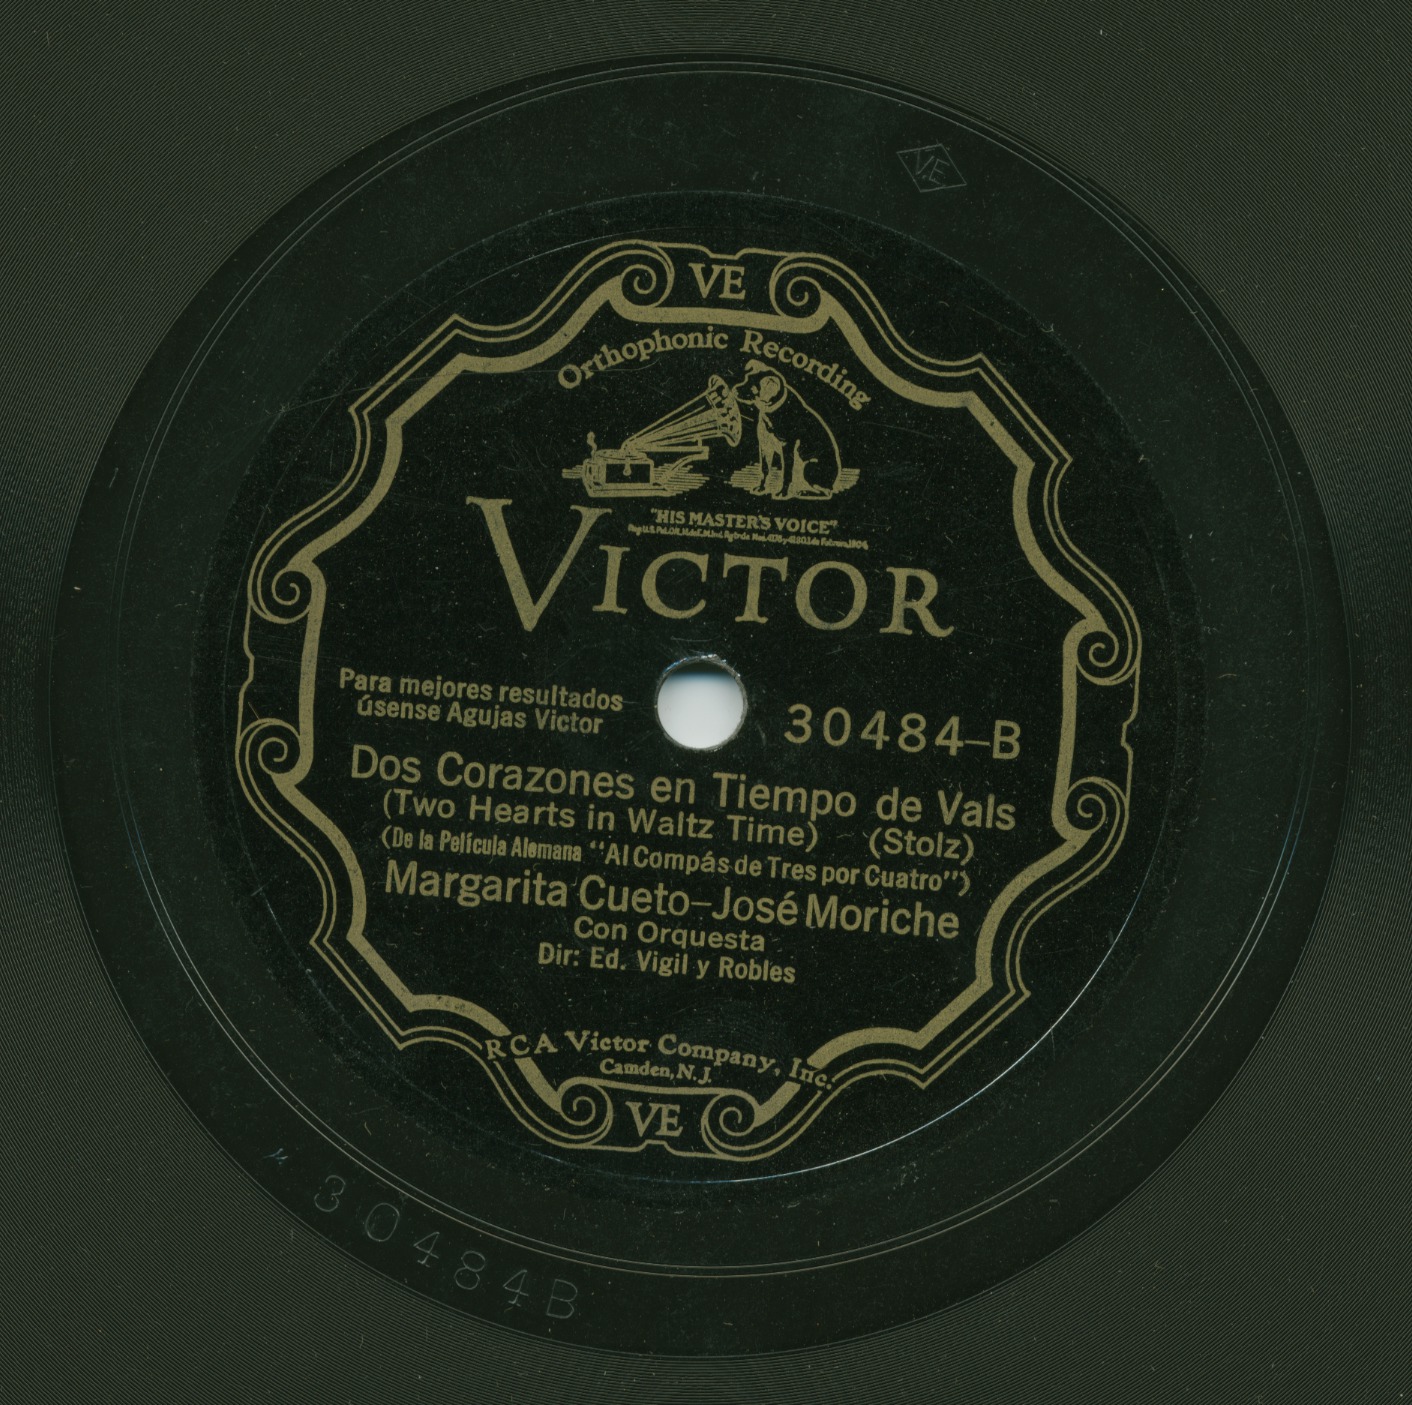 V.E
VE
Orthophonic Recording
"HIS MASTER'S VOICE"
VICTOR
Para mejores resultados
úsense Agujas Victor
30484-B
Dos Corazones en Tiempo de Vals
(Two Hearts in Waltz Time) (Stolz)
(De la Película Alemana "Al Compás de Tres por Cuatro")
Margarita Cueto-José Moriche
Con Orquesta
Dir: Ed. Vigil y Robles
RCA Victor Company, Inc.
Camden, N. J.
VE
30484B